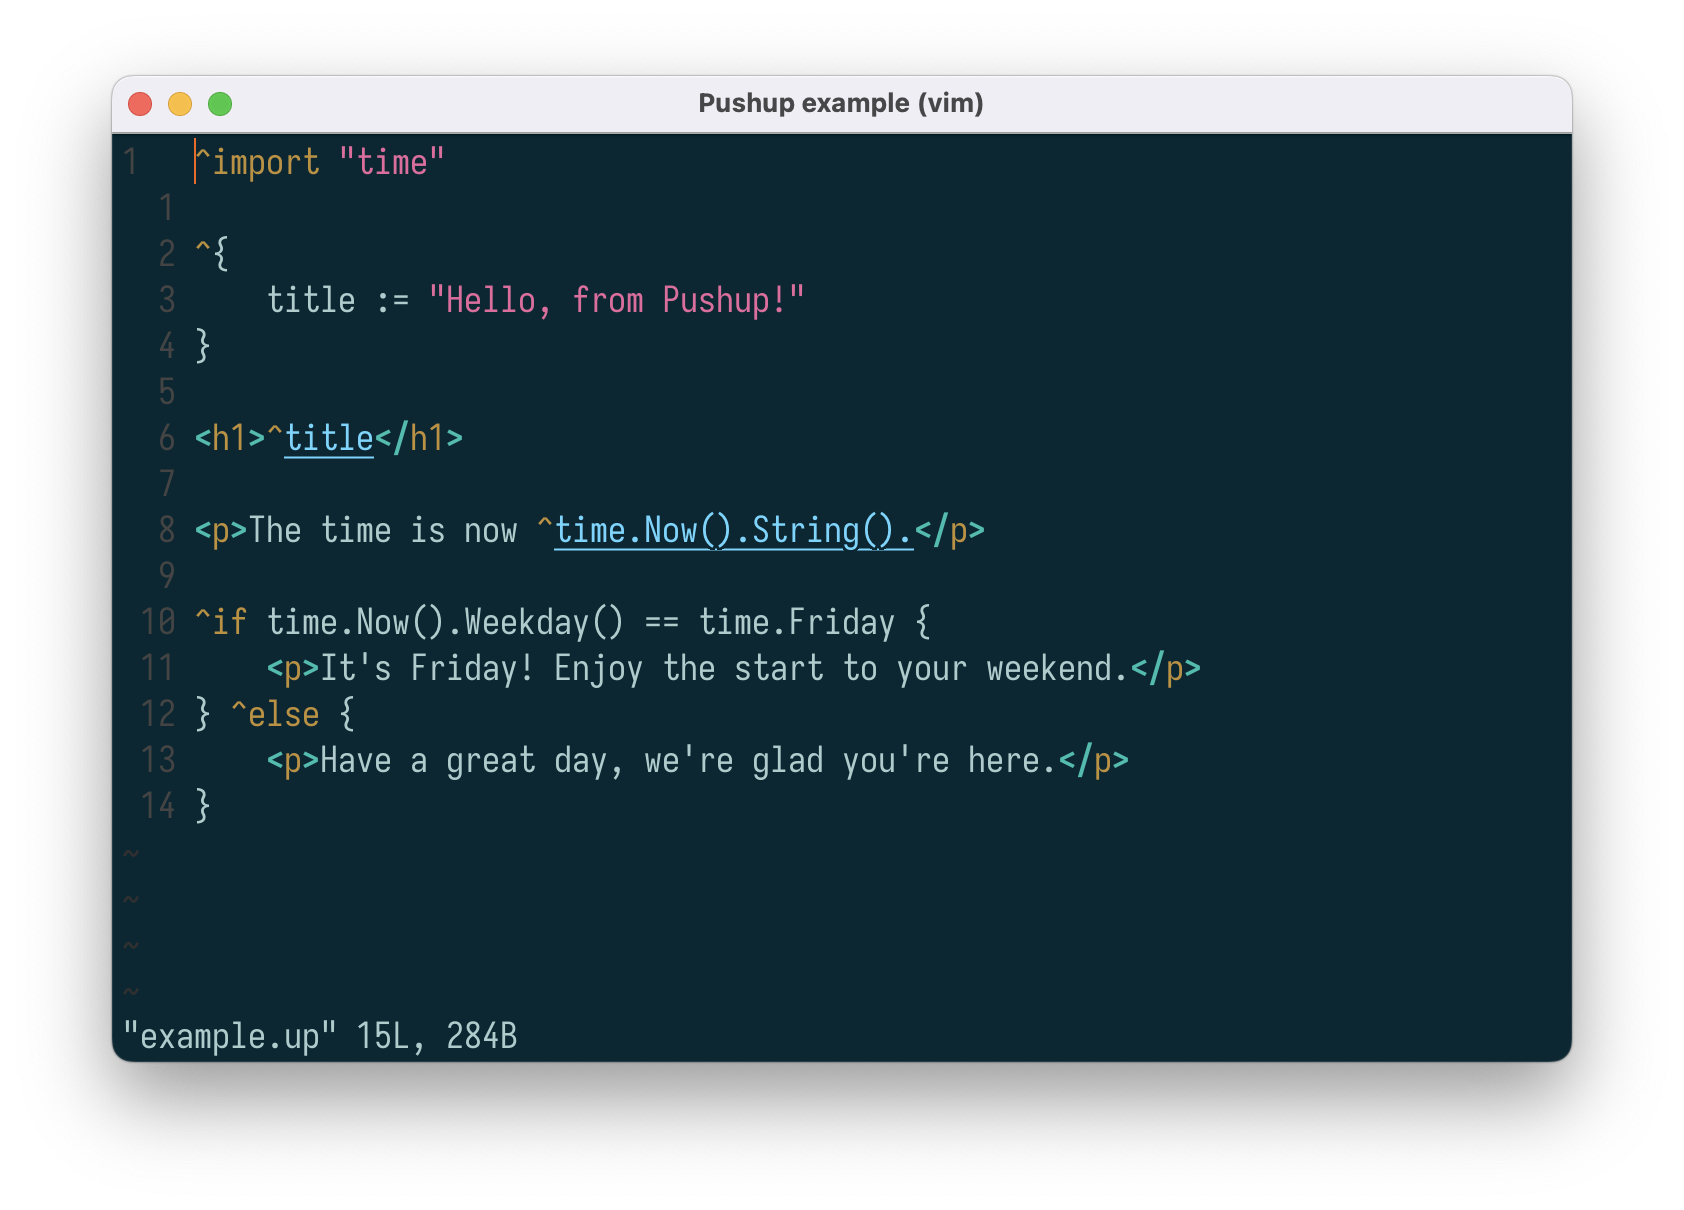 Pushup example (vim)
1 ^import "time"
1
2 ^{
3     title := "Hello, from Pushup!"
4 }
5
6 <h1>^title</h1>
7
8 <p>The time is now ^time.Now().String().</p>
9
10 ^if time.Now().Weekday() == time.Friday {
11     <p>It's Friday! Enjoy the start to your weekend.</p>
12 } ^else {
13     <p>Have a great day, we're glad you're here.</p>
14 }
~
~
~
~
"example.up" 15L, 284B